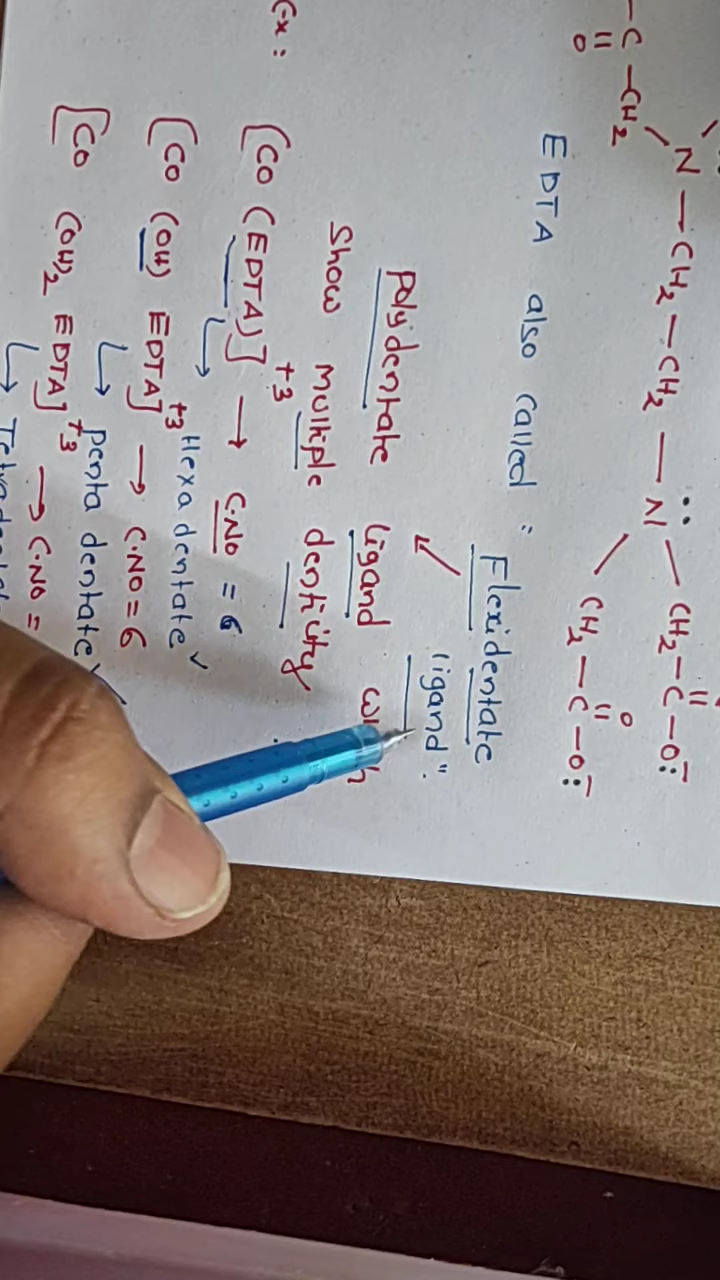 N — CH2 — CH2 — N̈ — CH2 — C — O:⁻
— C — CH2
‖
O
CH2 — C — O:⁻
‖
O
EDTA also called "Flexidentate
ligand".
Polydentate ligand
Show multiple denticity
Ex:
[Co (EDTA)]+3 → C.NO = 6
↳ Hexa dentate ✓
[Co (OH) EDTA]+3 → C.NO = 6
↳ penta dentate ✓
[Co (OH)2 EDTA]+3 → C.NO =
↳